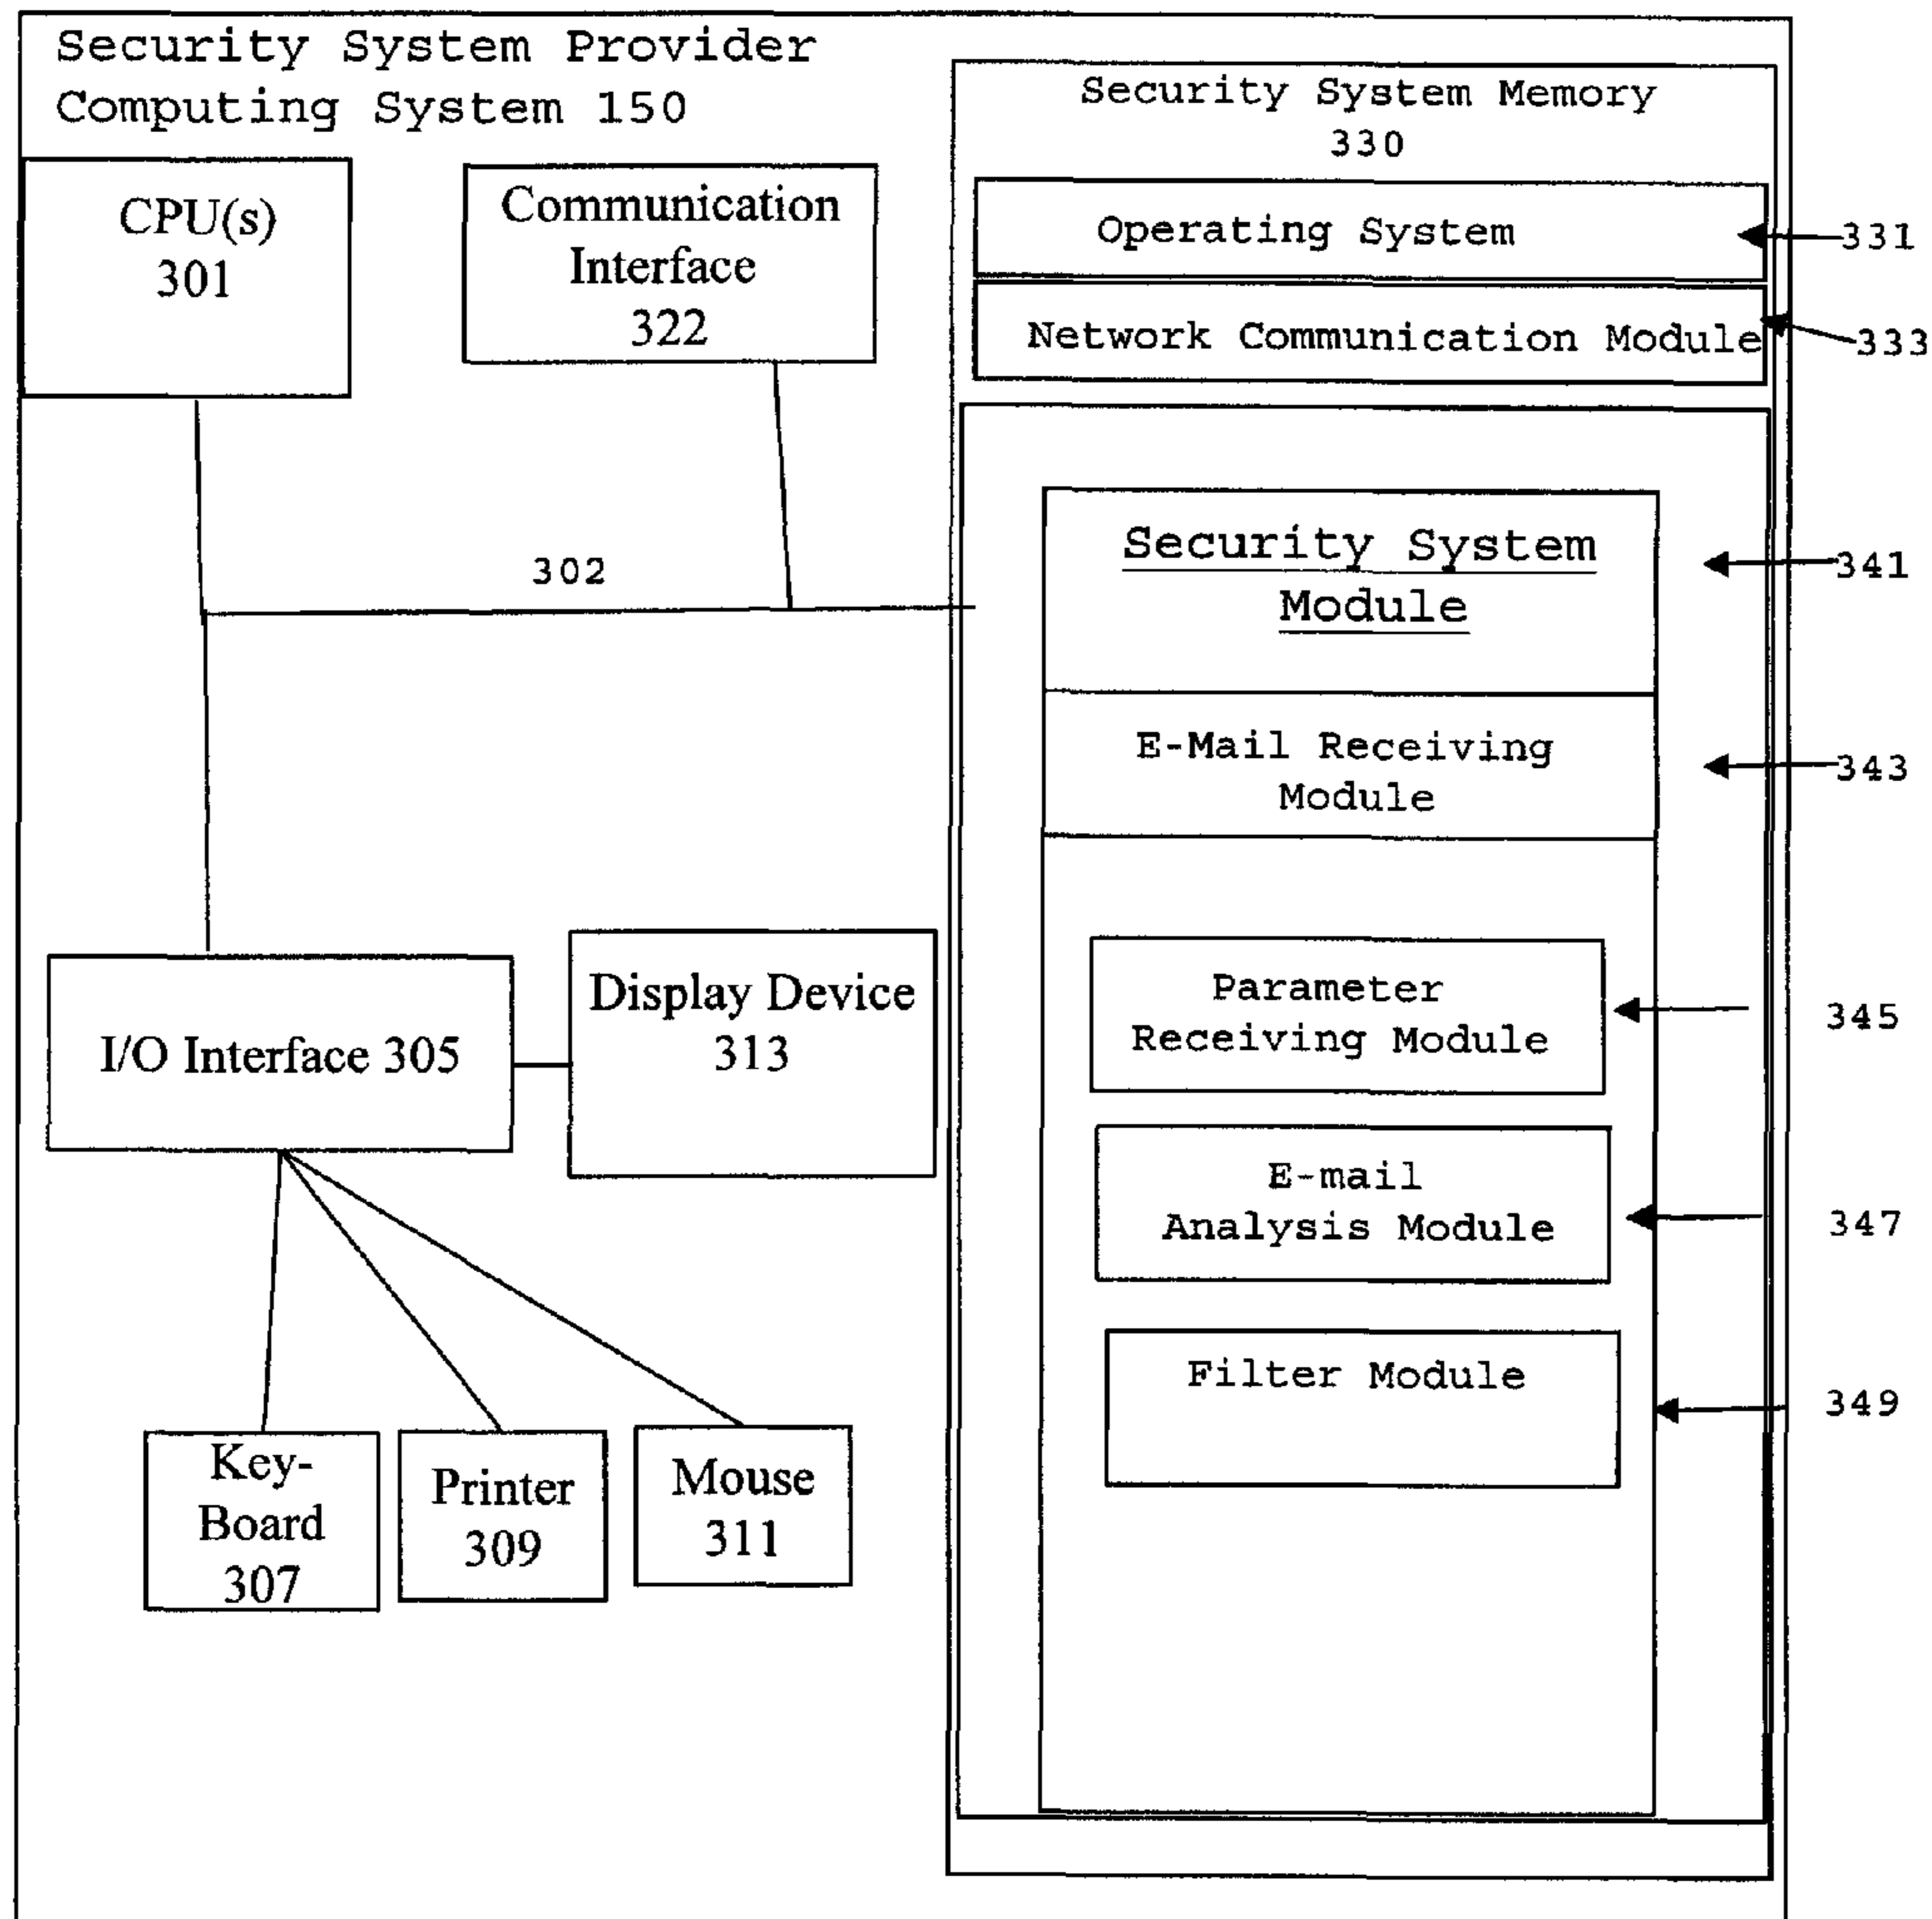 Security System Provider
Computing System 150
CPU(s)
301
Communication
Interface
322
302
I/O Interface 305
Display Device
313
Key-
Board
307
Printer
309
Mouse
311
Security System Memory
330
Operating System
331
Network Communication Module
333
Security System
Module
341
E-Mail Receiving
Module
343
Parameter
Receiving Module
345
E-mail
Analysis Module
347
Filter Module
349